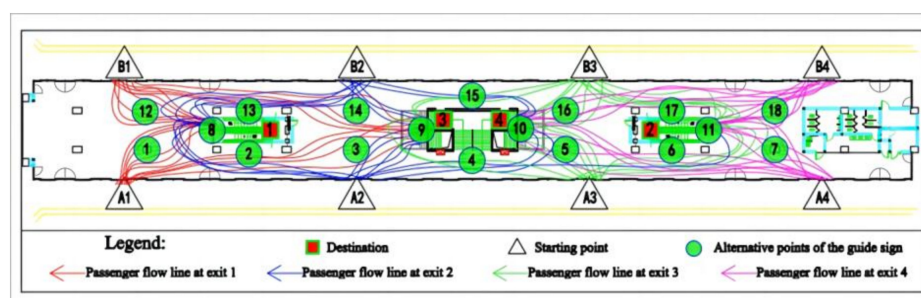 B1 B2 B3 B4
15
12 13 14 16 17 18
8 1 9 3 4 10 2 11
1 2 3 4 5 6 7
A1 A2 A3 A4
Legend: Destination Starting point Alternative points of the guide sign
Passenger flow line at exit 1 Passenger flow line at exit 2 Passenger flow line at exit 3 Passenger flow line at exit 4